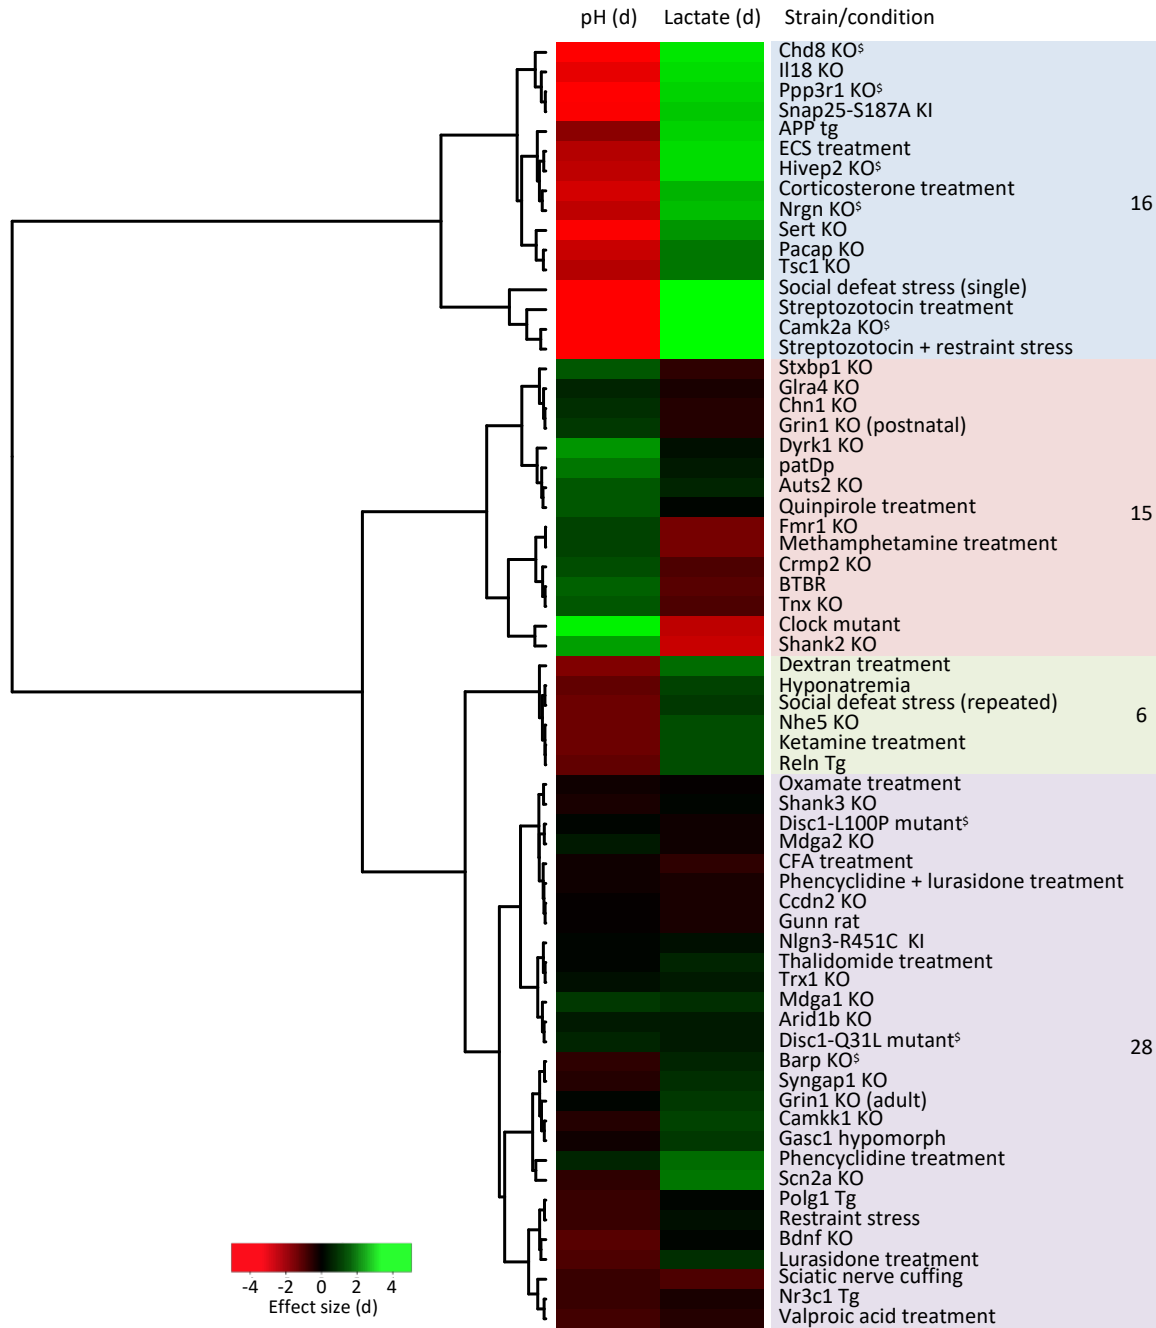 pH (d) Lactate (d) Strain/condition
Chd8 KO$
Il18 KO
Ppp3r1 KO$
Snap25-S187A KI
APP tg
ECS treatment
Hivep2 KO$
Corticosterone treatment
16
Nrgn KO$
Sert KO
Pacap KO
Tsc1 KO
Social defeat stress (single)
Streptozotocin treatment
Camk2a KO$
Streptozotocin + restraint stress
Stxbp1 KO
Glra4 KO
Chn1 KO
Grin1 KO (postnatal)
Dyrk1 KO
patDp
Auts2 KO
Quinpirole treatment
15
Fmr1 KO
Methamphetamine treatment
Crmp2 KO
BTBR
Tnx KO
Clock mutant
Shank2 KO
Dextran treatment
Hyponatremia
Social defeat stress (repeated)
6
Nhe5 KO
Ketamine treatment
Reln Tg
Oxamate treatment
Shank3 KO
Disc1-L100P mutant$
Mdga2 KO
CFA treatment
Phencyclidine + lurasidone treatment
Ccdn2 KO
Gunn rat
Nlgn3-R451C KI
Thalidomide treatment
Trx1 KO
Mdga1 KO
Arid1b KO
Disc1-Q31L mutant$
28
Barp KO$
Syngap1 KO
Grin1 KO (adult)
Camkk1 KO
Gasc1 hypomorph
Phencyclidine treatment
Scn2a KO
Polg1 Tg
Restraint stress
Bdnf KO
Lurasidone treatment
Sciatic nerve cuffing
Nr3c1 Tg
Valproic acid treatment
-4 -2 0 2 4
Effect size (d)